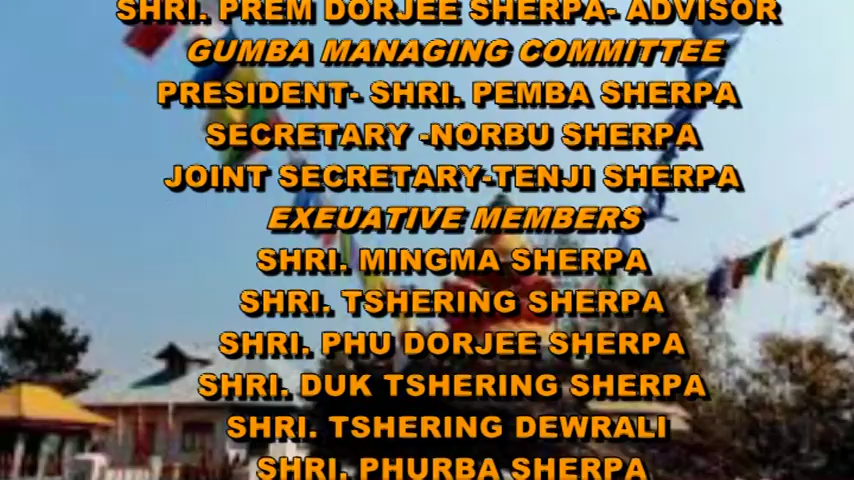 SHRI. PREM DORJEE SHERPA- ADVISOR
GUMBA MANAGING COMMITTEE
PRESIDENT- SHRI. PEMBA SHERPA
SECRETARY -NORBU SHERPA
JOINT SECRETARY-TENJI SHERPA
EXEUATIVE MEMBERS
SHRI. MINGMA SHERPA
SHRI. TSHERING SHERPA
SHRI. PHU DORJEE SHERPA
SHRI. DUK TSHERING SHERPA
SHRI. TSHERING DEWRALI
SHRI. PHURBA SHERPA